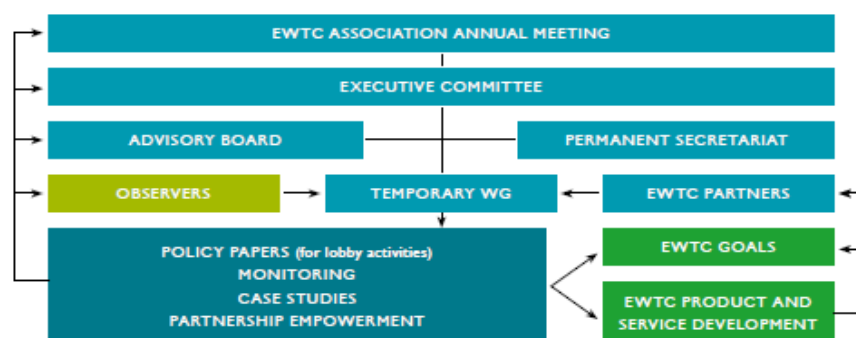 EWTC ASSOCIATION ANNUAL MEETING
EXECUTIVE COMMITTEE
ADVISORY BOARD
PERMANENT SECRETARIAT
OBSERVERS
TEMPORARY WG
EWTC PARTNERS
POLICY PAPERS (for lobby activities)
MONITORING
CASE STUDIES
PARTNERSHIP EMPOWERMENT
EWTC GOALS
EWTC PRODUCT AND
SERVICE DEVELOPMENT